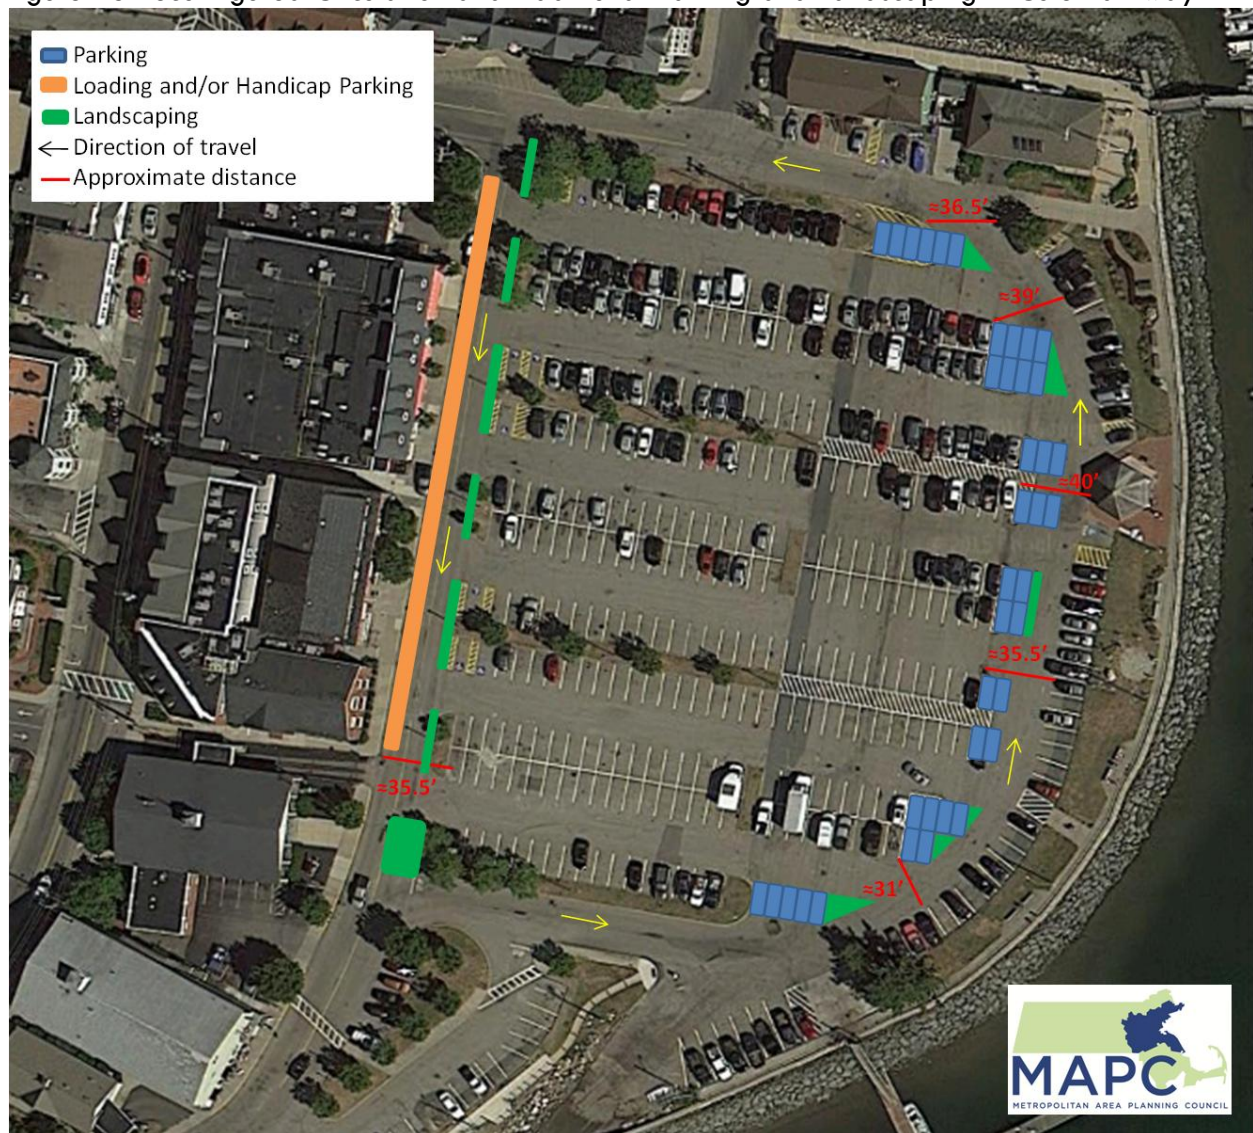 Parking
Loading and/or Handicap Parking
Landscaping
Direction of travel
Approximate distance
≈36.5’
≈39’
≈40’
≈35.5’
≈35.5’
≈31’
MAPC
METROPOLITAN AREA PLANNING COUNCIL